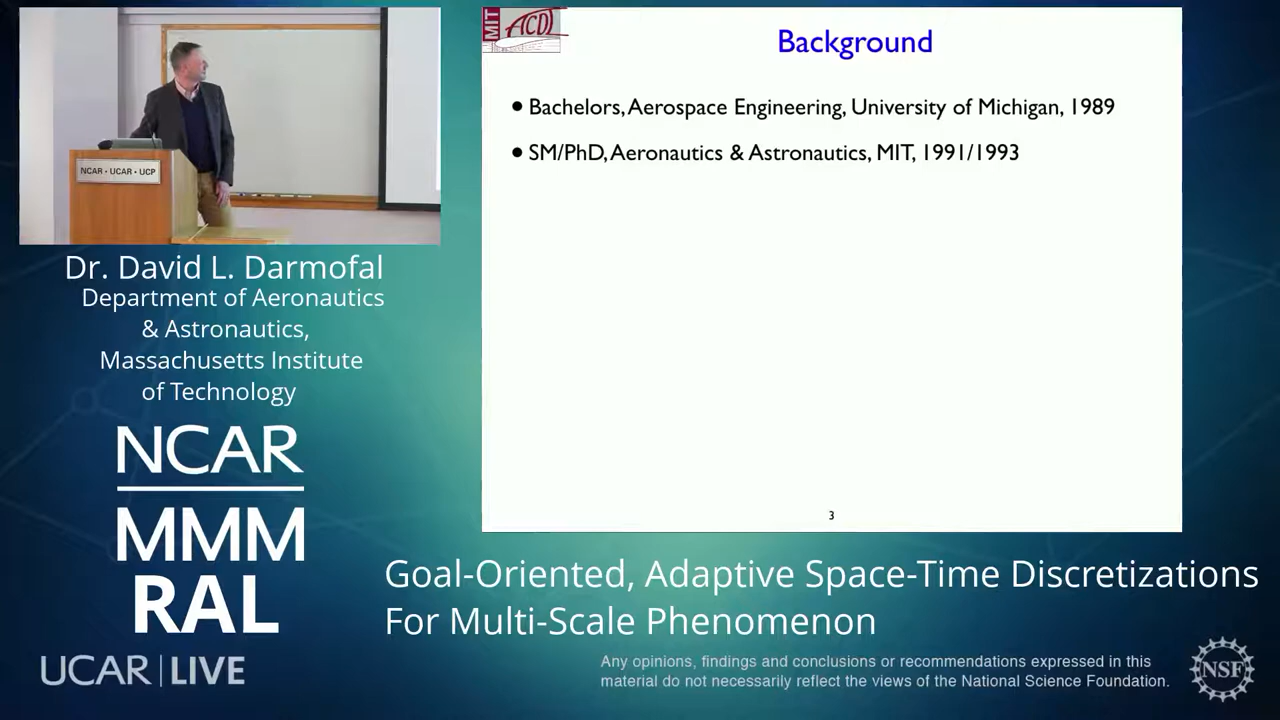 MIT
ACDL
Background
• Bachelors, Aerospace Engineering, University of Michigan, 1989
• SM/PhD, Aeronautics & Astronautics, MIT, 1991/1993
3
NCAR • UCAR • UCP
Dr. David L. Darmofal
Department of Aeronautics
& Astronautics,
Massachusetts Institute
of Technology
NCAR
MMM
RAL
UCAR | LIVE
Goal-Oriented, Adaptive Space-Time Discretizations
For Multi-Scale Phenomenon
Any opinions, findings and conclusions or recommendations expressed in this
material do not necessarily reflect the views of the National Science Foundation.
NSF